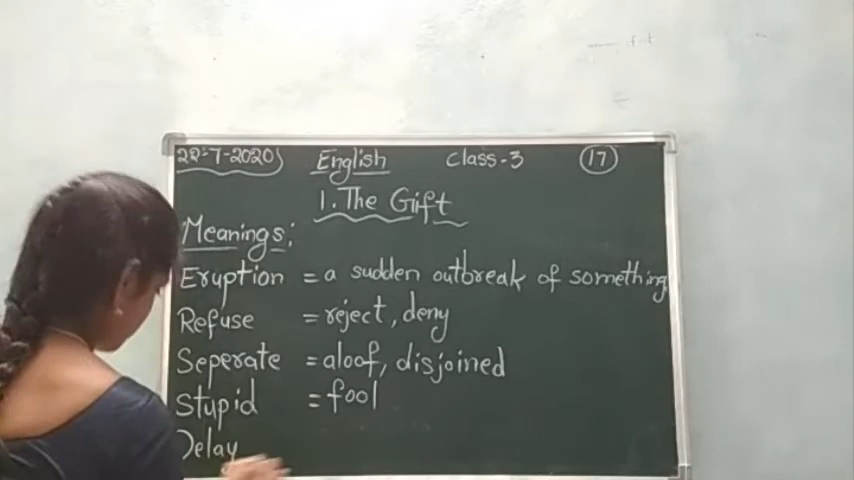 22-7-2020 English Class-3 17
1. The Gift
Meanings:
Eruption = a sudden outbreak of something
Refuse = reject, deny
Seperate = aloof, disjoined
Stupid = fool
Delay